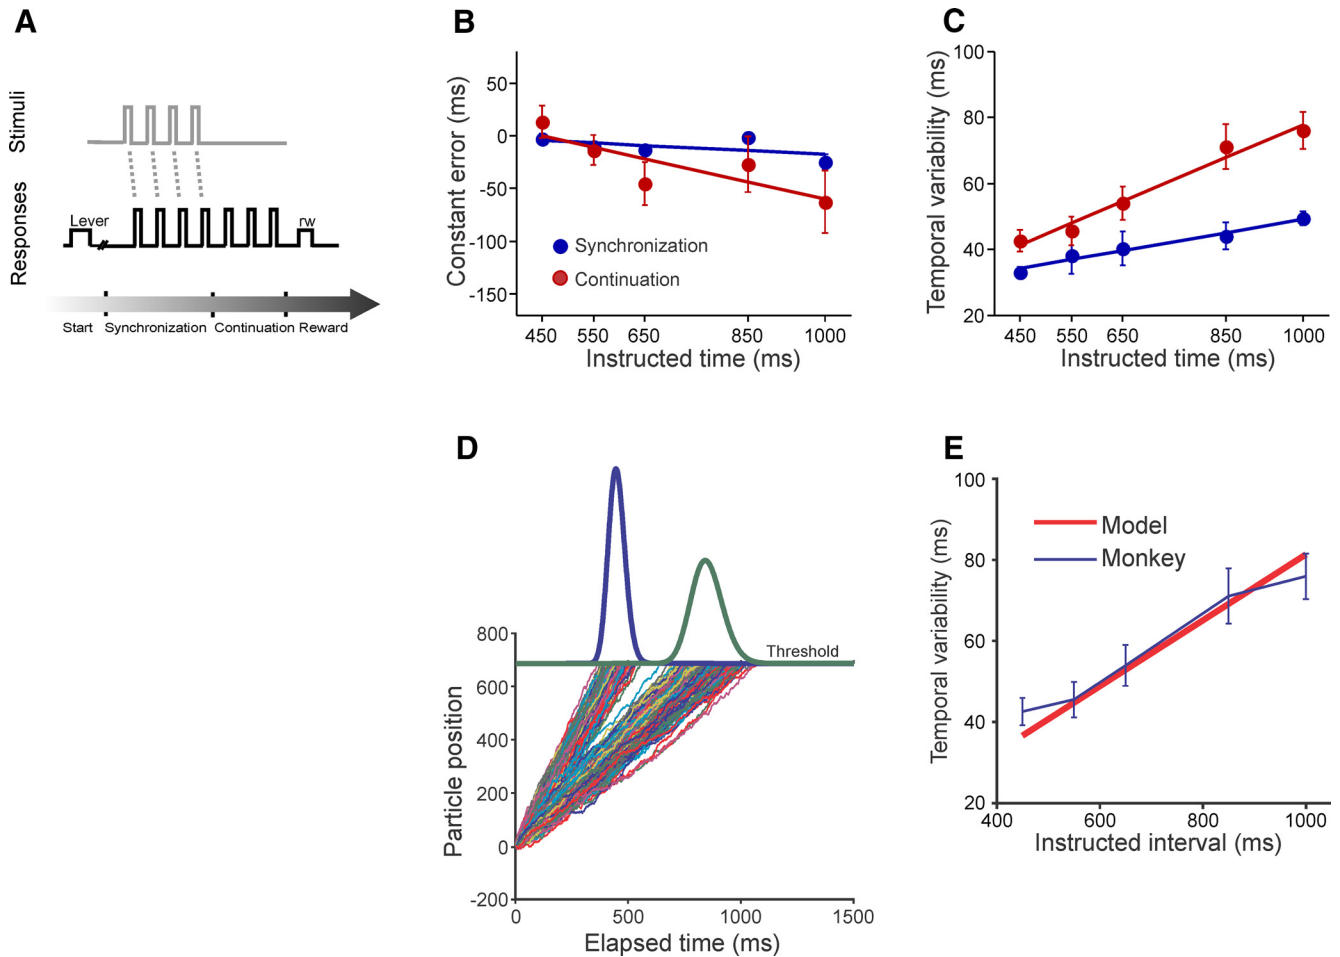 A
Stimuli
Responses
Lever
rw
Start
Synchronization
Continuation
Reward
B
Constant error (ms)
50
0
-50
-100
-150
Synchronization
Continuation
450
550
650
850
1000
Instructed time (ms)
C
Temporal variability (ms)
100
80
60
40
20
450
550
650
850
1000
Instructed time (ms)
D
Particle position
800
600
400
200
0
-200
Threshold
0
500
1000
1500
Elapsed time (ms)
E
Temporal variability (ms)
100
80
60
40
20
Model
Monkey
400
600
800
1000
Instructed interval (ms)